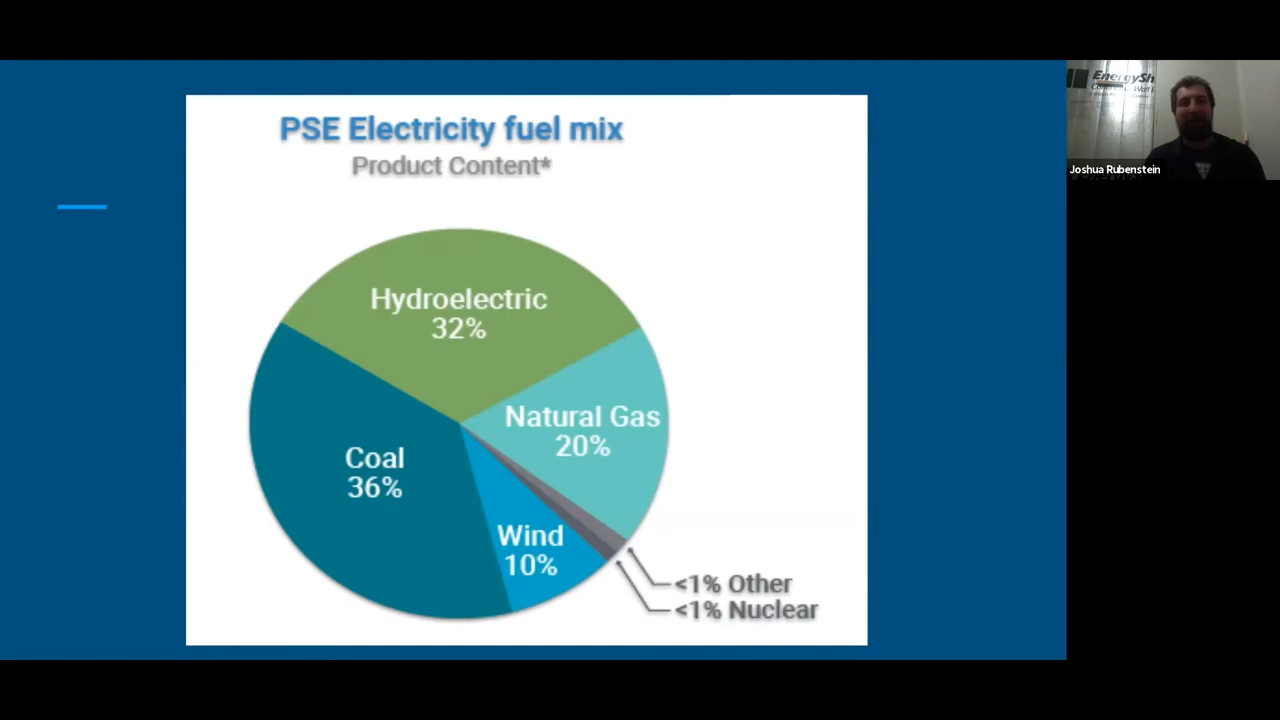 PSE Electricity fuel mix
Product Content*
Hydroelectric
32%
Natural Gas
20%
Coal
36%
Wind
10%
<1% Other
<1% Nuclear
EnergySh
Joshua Rubenstein